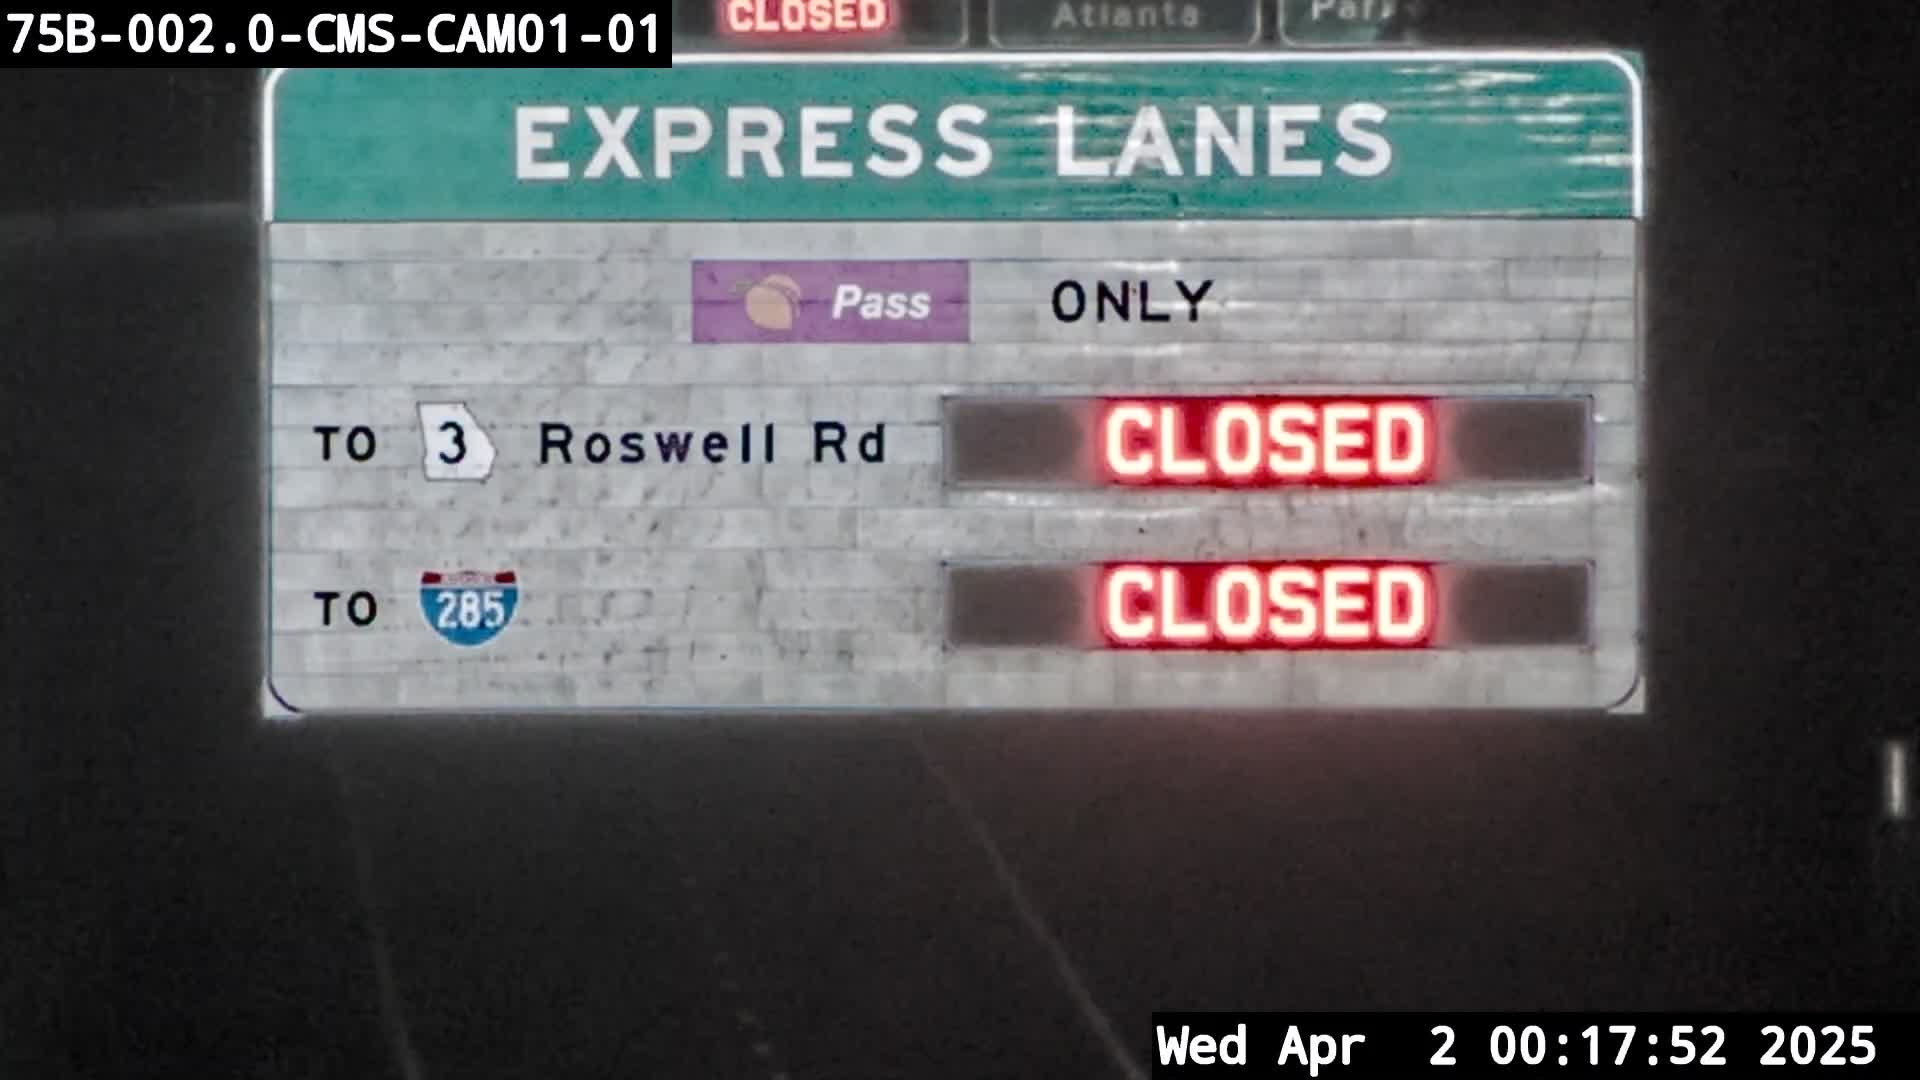 75B-002.0-CMS-CAM01-01
CLOSED
Atlanta
EXPRESS LANES
Pass ONLY
TO 3 Roswell Rd CLOSED
TO 285 CLOSED
Wed Apr 2 00:17:52 2025